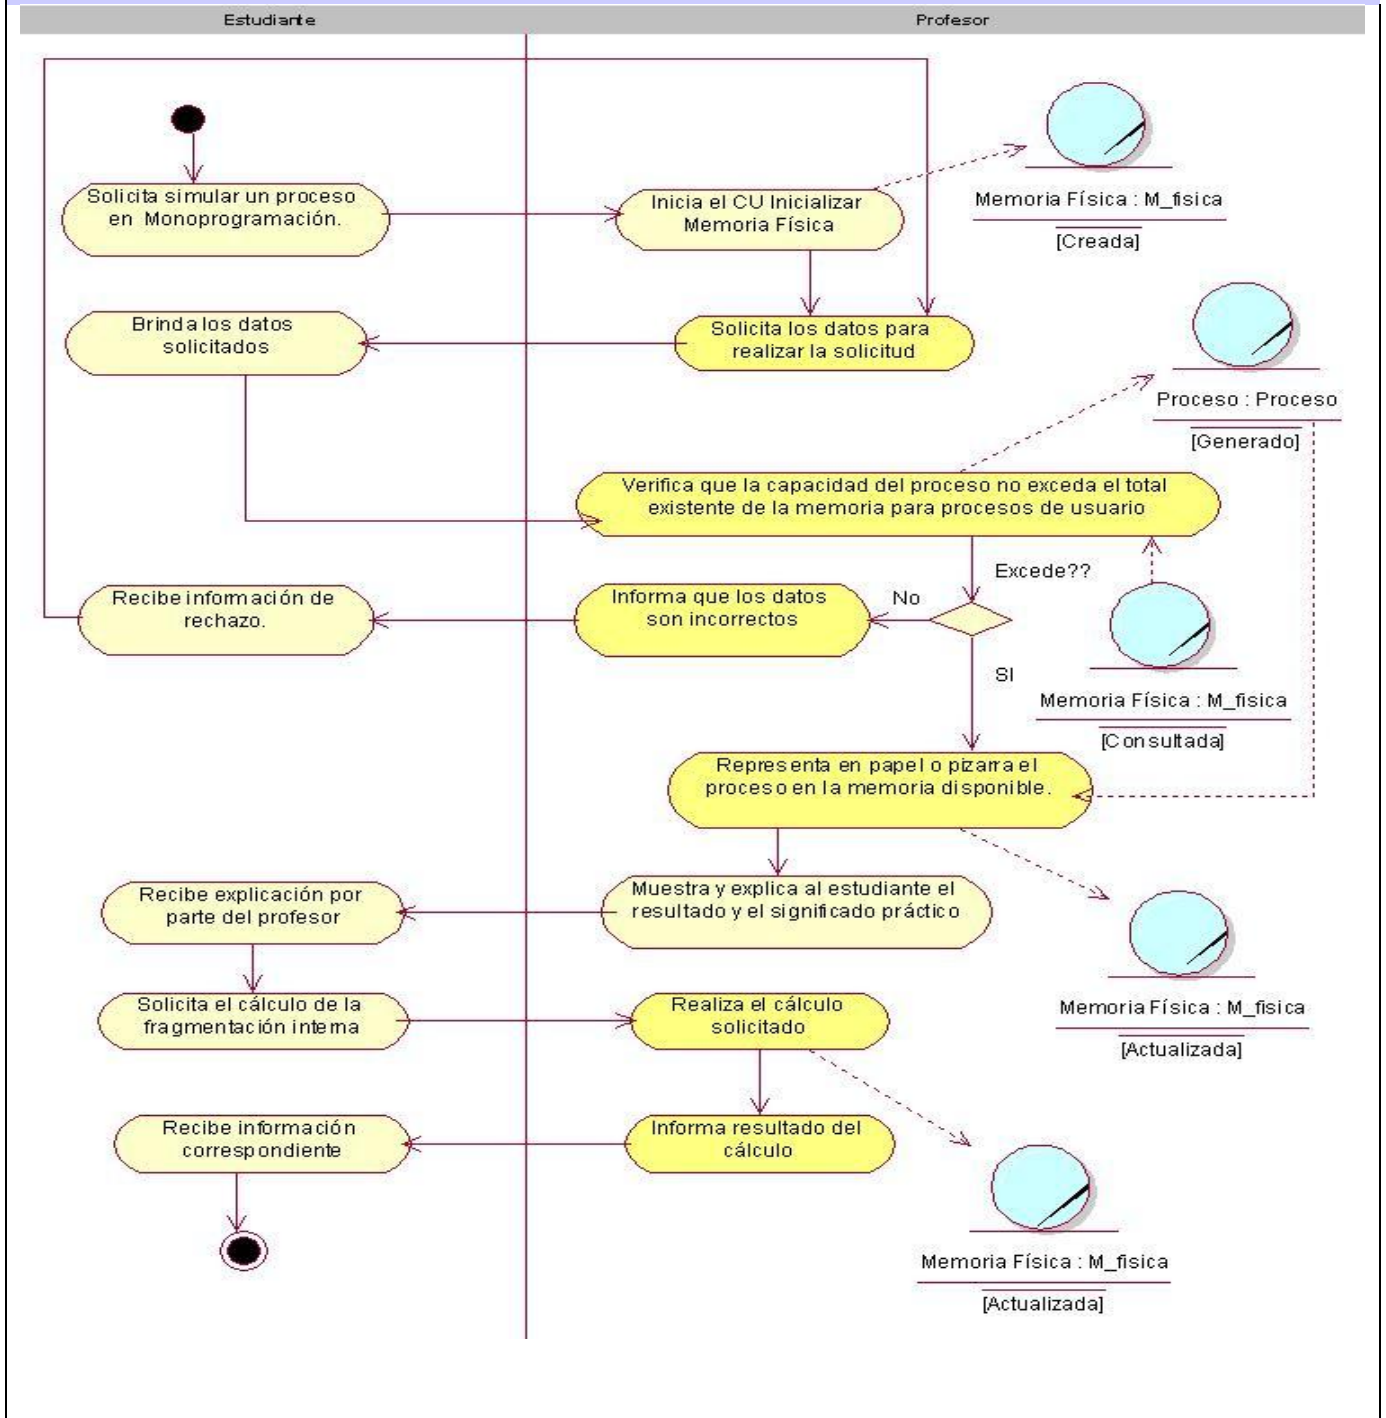 Estudiante
Profesor
Solicita simular un proceso
en Monoprogramación.
Inicia el CU Inicializar
Memoria Física
Memoria Física : M_fisica
[Creada]
Brinda los datos
solicitados
Solicita los datos para
realizar la solicitud
Proceso : Proceso
[Generado]
Verifica que la capacidad del proceso no exceda el total
existente de la memoria para procesos de usuario
Excede??
Recibe información de
rechazo.
Informa que los datos
son incorrectos
No
SI
Memoria Física : M_fisica
[Consultada]
Representa en papel o pizarra el
proceso en la memoria disponible.
Recibe explicación por
parte del profesor
Muestra y explica al estudiante el
resultado y el significado práctico
Solicita el cálculo de la
fragmentación interna
Realiza el cálculo
solicitado
Memoria Física : M_fisica
[Actualizada]
Recibe información
correspondiente
Informa resultado del
cálculo
Memoria Física : M_fisica
[Actualizada]